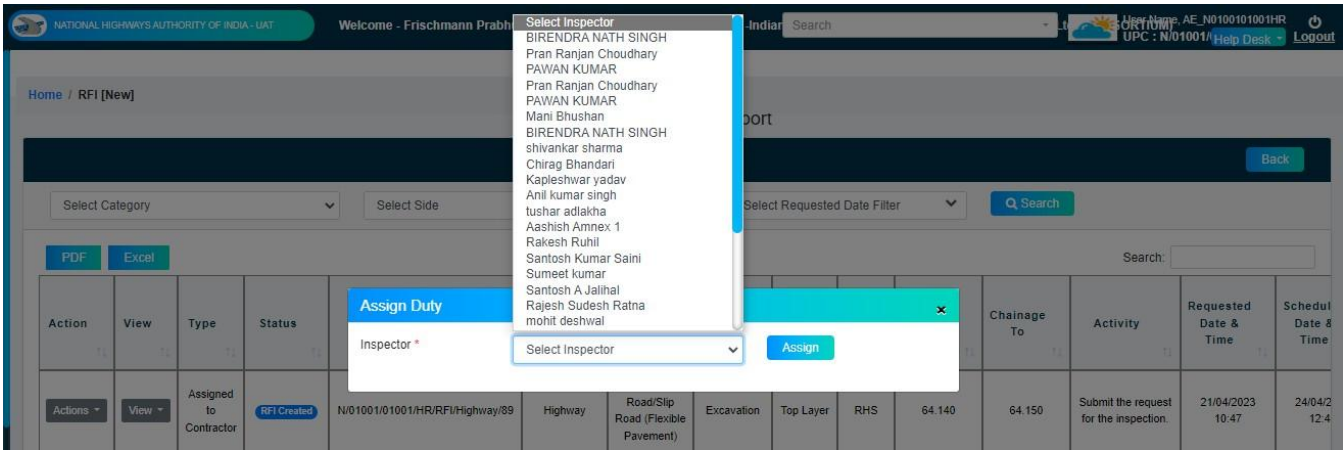 NATIONAL HIGHWAYS AUTHORITY OF INDIA - UAT
Welcome - Frischmann Prabh
-Indian
Search
User Name, AE_N0100101001HR
UPC : N/01001/
Help Desk
Logout
Home / RFI [New]
port
Back
Select Category
Select Side
Select Requested Date Filter
Search
PDF
Excel
Search:
Select Inspector
BIRENDRA NATH SINGH
Pran Ranjan Choudhary
PAWAN KUMAR
Pran Ranjan Choudhary
PAWAN KUMAR
Mani Bhushan
BIRENDRA NATH SINGH
shivankar sharma
Chirag Bhandari
Kapleshwar yadav
Anil kumar singh
tushar adlakha
Aashish Amnex 1
Rakesh Ruhil
Santosh Kumar Saini
Sumeet kumar
Santosh A Jalihal
Rajesh Sudesh Ratna
mohit deshwal
Assign Duty
×
Inspector *
Select Inspector
Assign
Action
View
Type
Status
Chainage
To
Activity
Requested
Date &
Time
Schedul
Date &
Time
Actions
View
Assigned
to
Contractor
RFI Created
N/01001/01001/HR/RFI/Highway/89
Highway
Road/Slip
Road (Flexible
Pavement)
Excavation
Top Layer
RHS
64.140
64.150
Submit the request
for the inspection.
21/04/2023
10:47
24/04/2
12:4